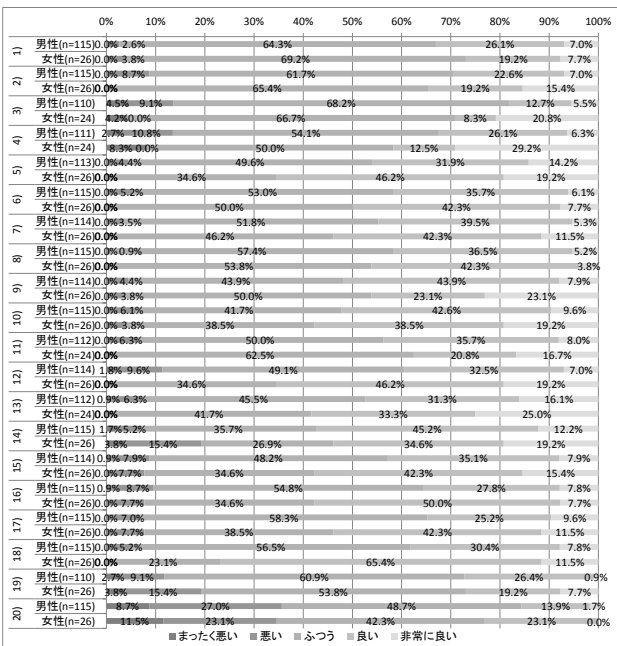 0% 10% 20% 30% 40% 50% 60% 70% 80% 90% 100%
1) 男性(n=115) 0.0% 2.6% 64.3% 26.1% 7.0%
女性(n=26) 0.0% 3.8% 69.2% 19.2% 7.7%
2) 男性(n=115) 0.0% 8.7% 61.7% 22.6% 7.0%
女性(n=26) 0.0% 0.0% 65.4% 19.2% 15.4%
3) 男性(n=110) 4.5% 9.1% 68.2% 12.7% 5.5%
女性(n=24) 4.2% 0.0% 66.7% 8.3% 20.8%
4) 男性(n=111) 2.7% 10.8% 54.1% 26.1% 6.3%
女性(n=24) 8.3% 0.0% 50.0% 12.5% 29.2%
5) 男性(n=113) 0.0% 4.4% 49.6% 31.9% 14.2%
女性(n=26) 0.0% 0.0% 34.6% 46.2% 19.2%
6) 男性(n=115) 0.0% 5.2% 53.0% 35.7% 6.1%
女性(n=26) 0.0% 0.0% 50.0% 42.3% 7.7%
7) 男性(n=114) 0.0% 3.5% 51.8% 39.5% 5.3%
女性(n=26) 0.0% 0.0% 46.2% 42.3% 11.5%
8) 男性(n=115) 0.0% 0.9% 57.4% 36.5% 5.2%
女性(n=26) 0.0% 0.0% 53.8% 42.3% 3.8%
9) 男性(n=114) 0.0% 4.4% 43.9% 43.9% 7.9%
女性(n=26) 0.0% 3.8% 50.0% 23.1% 23.1%
10) 男性(n=115) 0.0% 6.1% 41.7% 42.6% 9.6%
女性(n=26) 0.0% 3.8% 38.5% 38.5% 19.2%
11) 男性(n=112) 0.0% 6.3% 50.0% 35.7% 8.0%
女性(n=24) 0.0% 0.0% 62.5% 20.8% 16.7%
12) 男性(n=114) 1.8% 9.6% 49.1% 32.5% 7.0%
女性(n=26) 0.0% 0.0% 34.6% 46.2% 19.2%
13) 男性(n=112) 0.9% 6.3% 45.5% 31.3% 16.1%
女性(n=24) 0.0% 0.0% 41.7% 33.3% 25.0%
14) 男性(n=115) 1.7% 5.2% 35.7% 45.2% 12.2%
女性(n=26) 3.8% 15.4% 26.9% 34.6% 19.2%
15) 男性(n=114) 0.9% 7.9% 48.2% 35.1% 7.9%
女性(n=26) 0.0% 7.7% 34.6% 42.3% 15.4%
16) 男性(n=115) 0.9% 8.7% 54.8% 27.8% 7.8%
女性(n=26) 0.0% 7.7% 34.6% 50.0% 7.7%
17) 男性(n=115) 0.0% 7.0% 58.3% 25.2% 9.6%
女性(n=26) 0.0% 7.7% 38.5% 42.3% 11.5%
18) 男性(n=115) 0.0% 5.2% 56.5% 30.4% 7.8%
女性(n=26) 0.0% 0.0% 23.1% 65.4% 11.5%
19) 男性(n=110) 2.7% 9.1% 60.9% 26.4% 0.9%
女性(n=26) 3.8% 15.4% 53.8% 19.2% 7.7%
20) 男性(n=115) 8.7% 27.0% 48.7% 13.9% 1.7%
女性(n=26) 11.5% 23.1% 42.3% 23.1% 0.0%
■まったく悪い ■悪い ■ふつう ■良い ■非常に良い